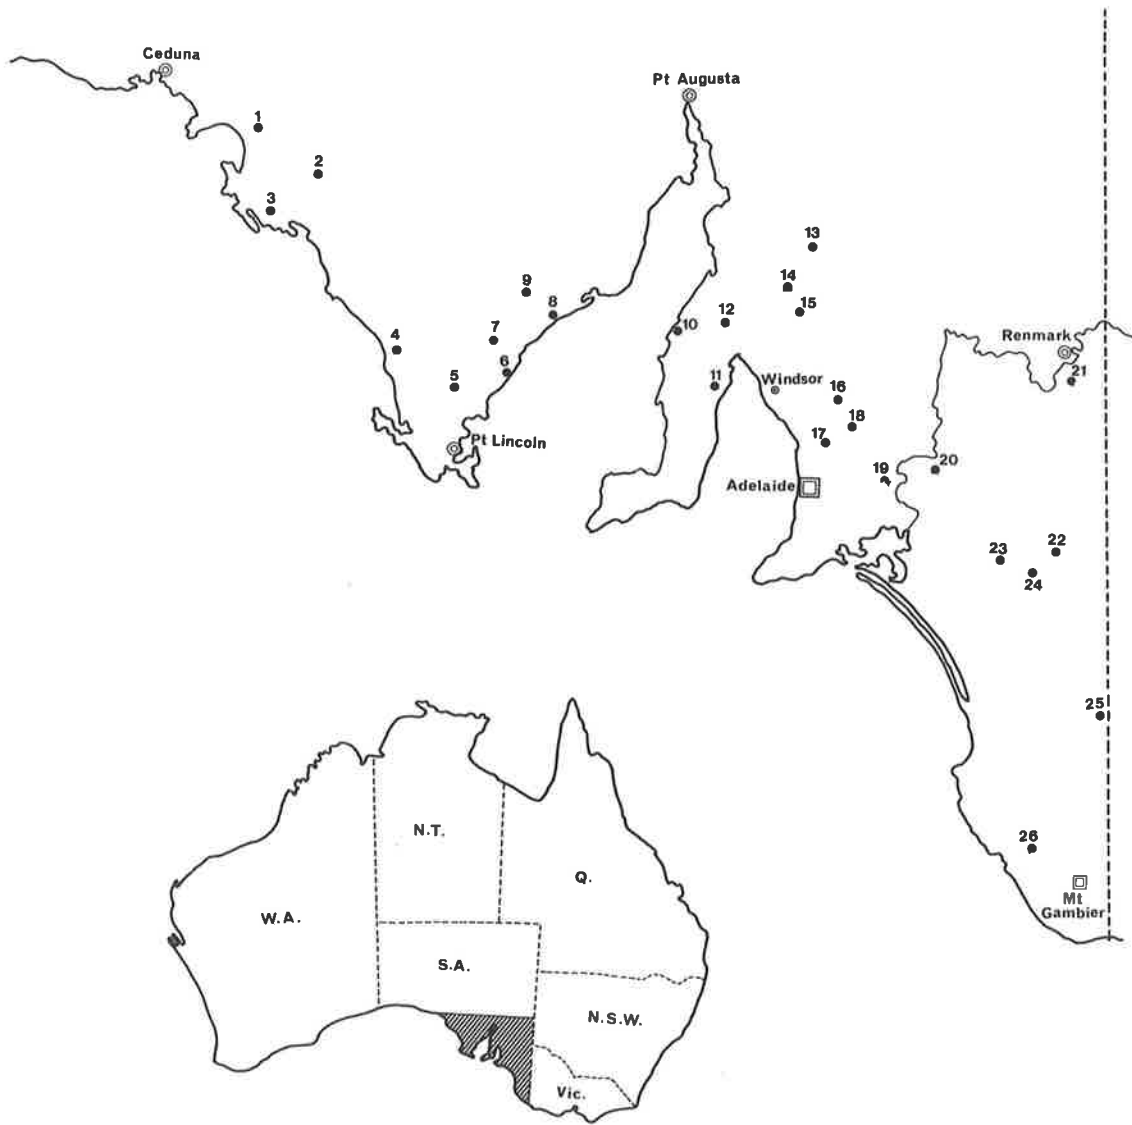 Ceduna
Pt Augusta
1
2
3
13
14
9
8
15
12
10
7
4
6
5
Renmark
21
11
Windsor
16
18
17
Pt Lincoln
19
20
Adelaide
23
22
24
25
26
Mt
Gambier
N.T.
Q.
W.A.
S.A.
N.S.W.
Vic.